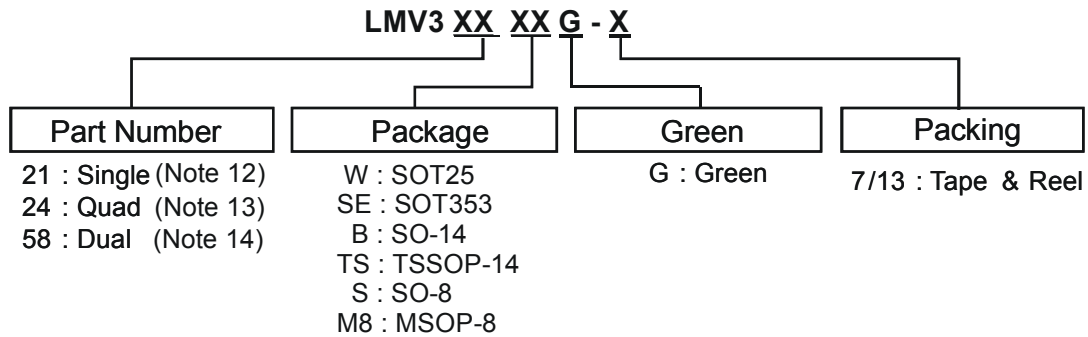 LMV3 XX XX G - X
Part Number
21 : Single (Note 12)
24 : Quad (Note 13)
58 : Dual (Note 14)
Package
W : SOT25
SE : SOT353
B : SO-14
TS : TSSOP-14
S : SO-8
M8 : MSOP-8
Green
G : Green
Packing
7/13 : Tape & Reel